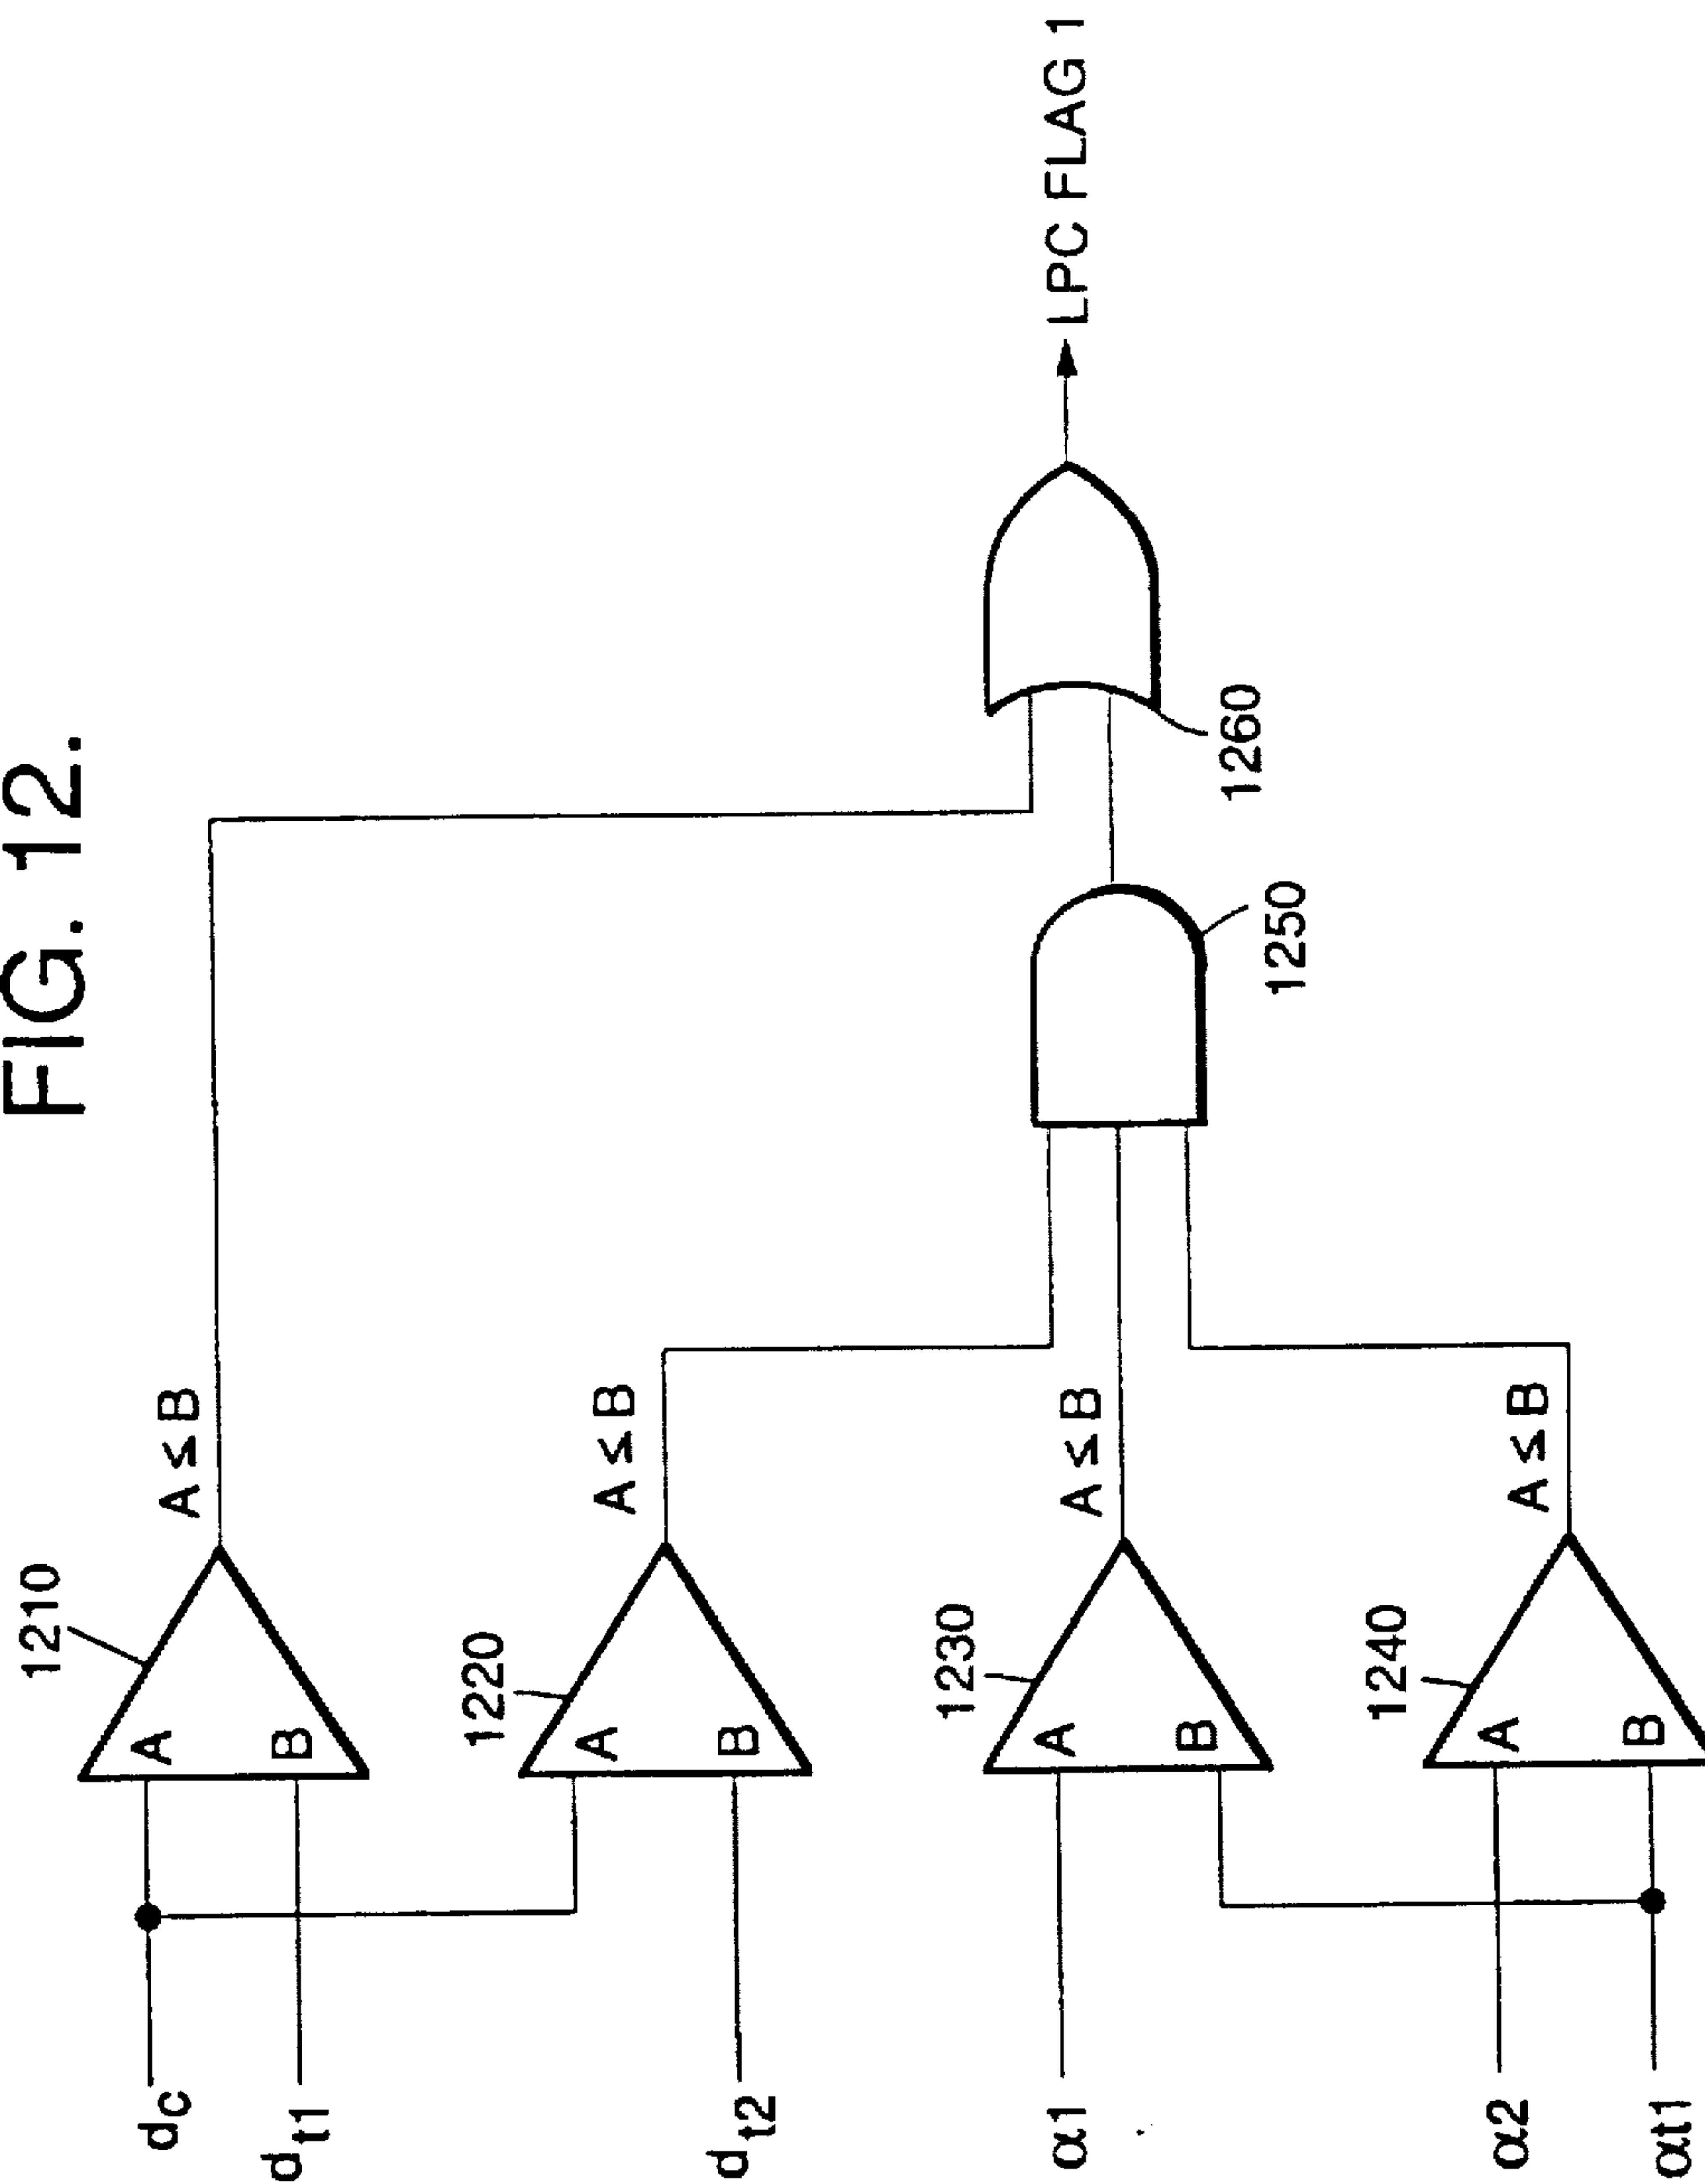 FIG. 12.
1210
A ≤ B
A
B
dc
dt1
1220
A ≤ B
A
B
dt2
1230
A ≤ B
A
B
α1
1240
A ≤ B
A
B
α2
αt1
1250
1260
LPC FLAG 1